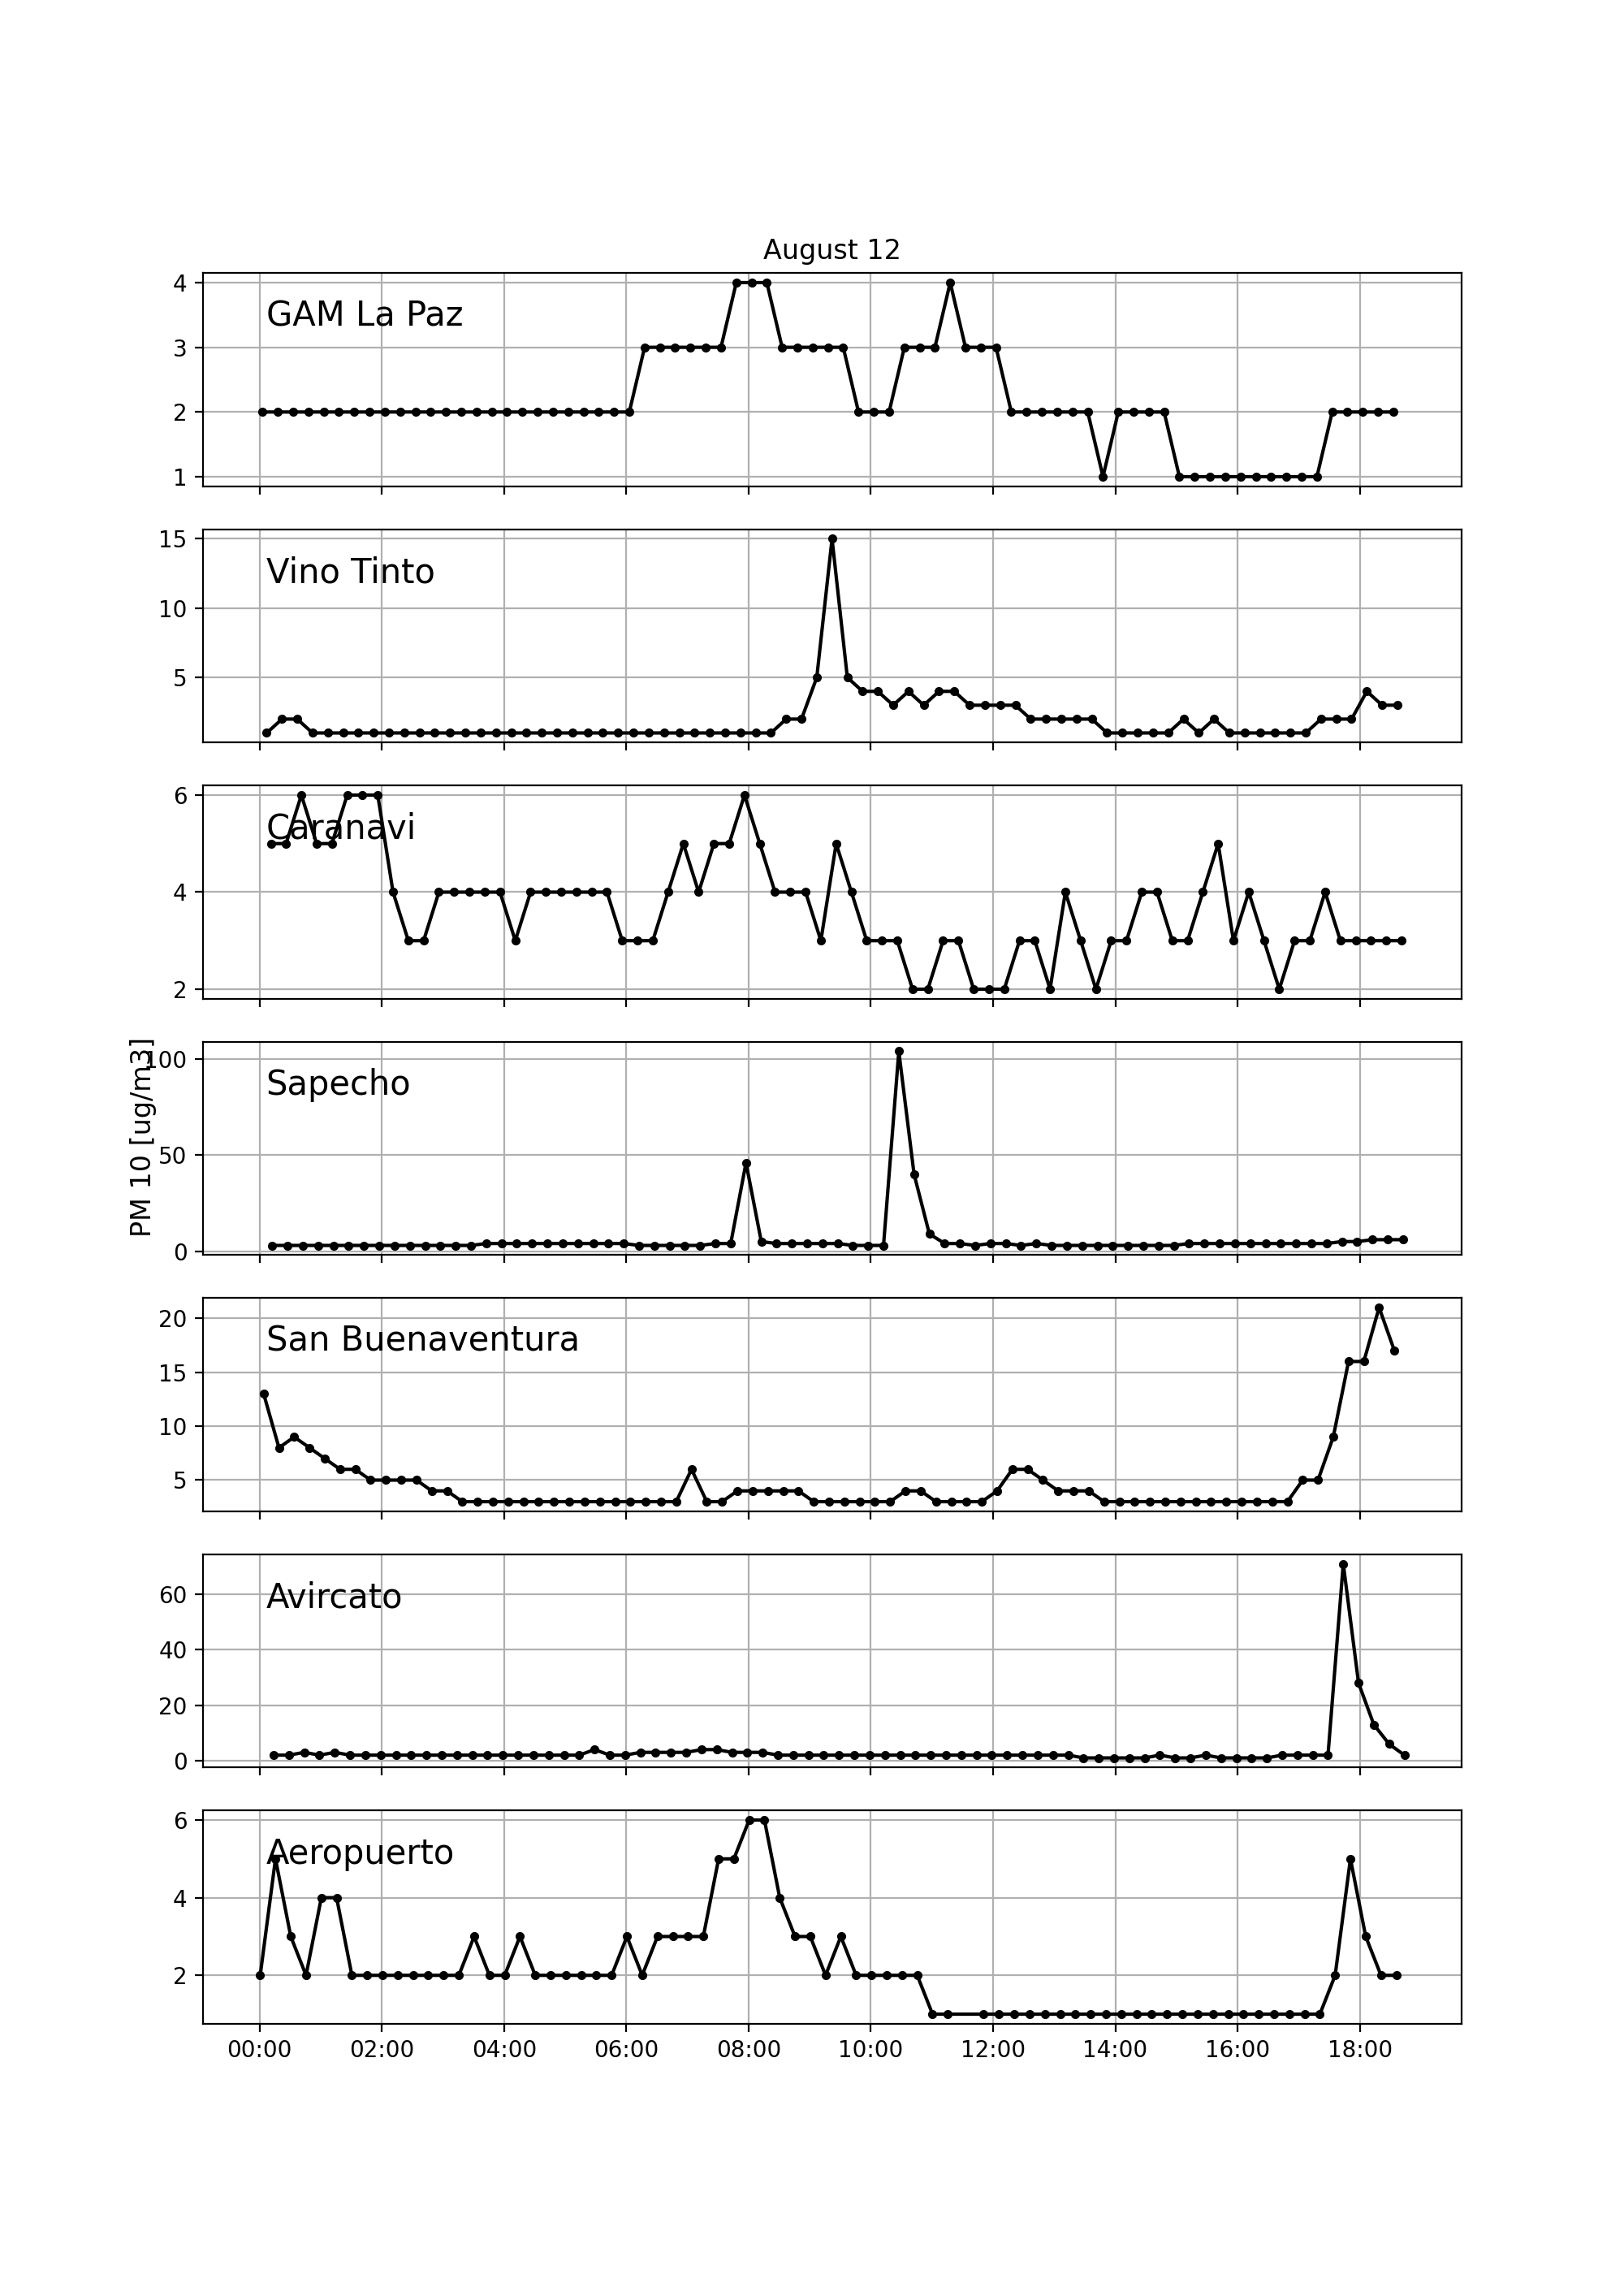 August 12
GAM La Paz
4
3
2
1
Vino Tinto
15
10
5
Caranavi
6
4
2
PM 10 [ug/m3]
Sapecho
100
50
0
San Buenaventura
20
15
10
5
Avircato
60
40
20
0
Aeropuerto
6
4
2
00:00 02:00 04:00 06:00 08:00 10:00 12:00 14:00 16:00 18:00